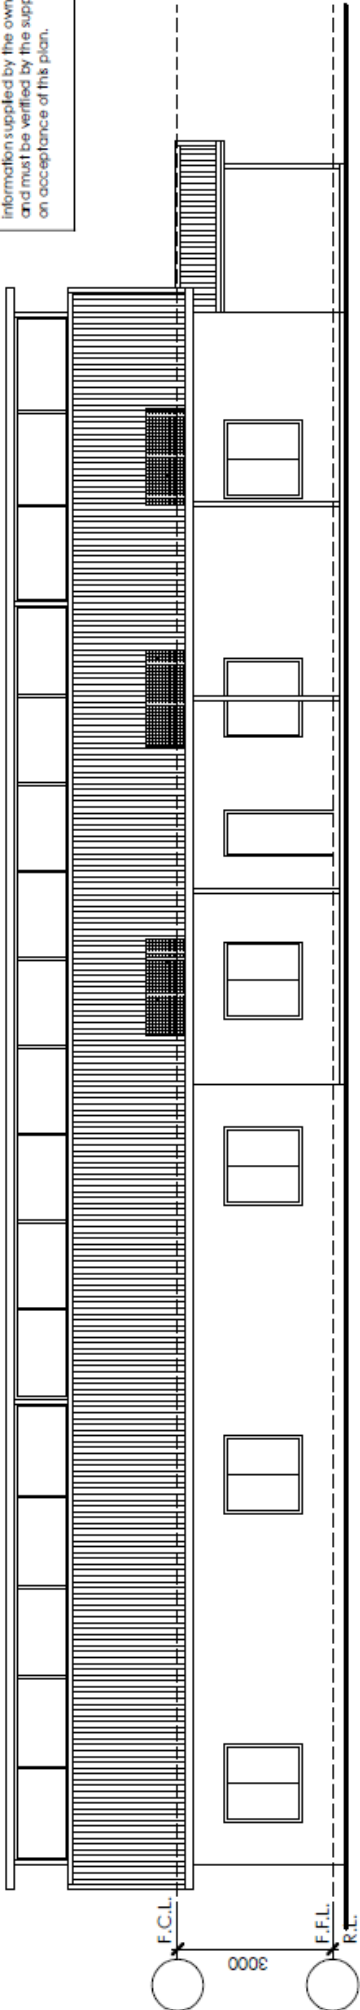 information supplied by the own
and must be verified by the supp
on acceptance of this plan.
F.C.L.
3000
F.F.L.
R.L.